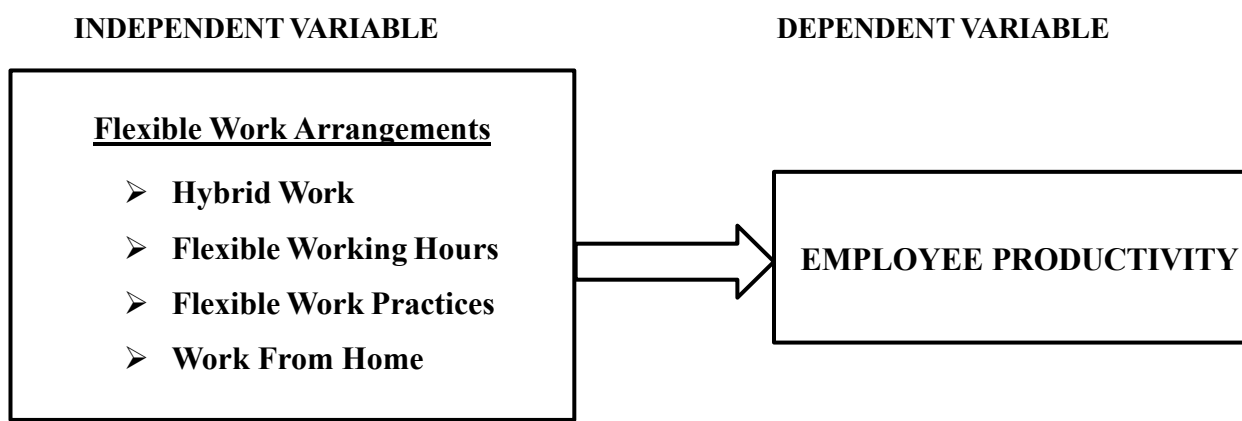 INDEPENDENT VARIABLE
DEPENDENT VARIABLE
Flexible Work Arrangements
➢ Hybrid Work
➢ Flexible Working Hours
➢ Flexible Work Practices
➢ Work From Home
EMPLOYEE PRODUCTIVITY